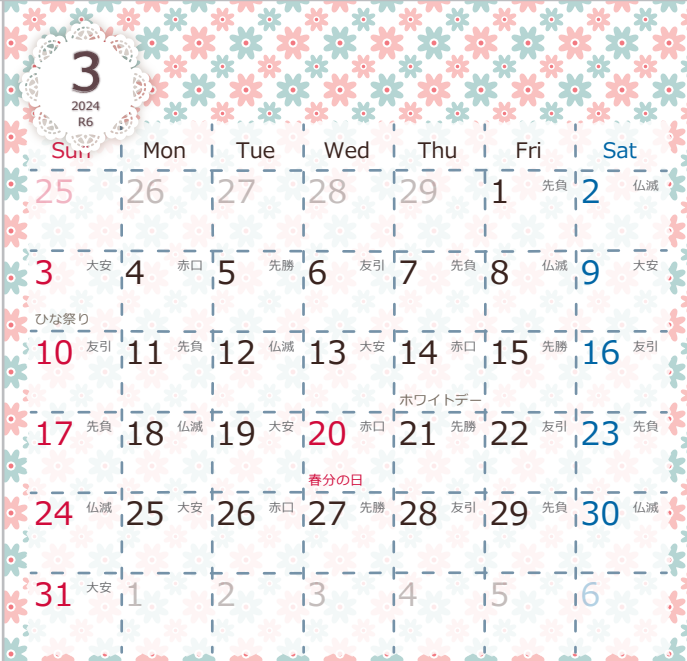 3
2024
R6
Sun Mon Tue Wed Thu Fri Sat
25 26 27 28 29 1 先負 2 仏滅
3 大安 4 赤口 5 先勝 6 友引 7 先負 8 仏滅 9 大安
ひな祭り
10 友引 11 先負 12 仏滅 13 大安 14 赤口 15 先勝 16 友引
ホワイトデー
17 先負 18 仏滅 19 大安 20 赤口 21 先勝 22 友引 23 先負
春分の日
24 仏滅 25 大安 26 赤口 27 先勝 28 友引 29 先負 30 仏滅
31 大安 1 2 3 4 5 6